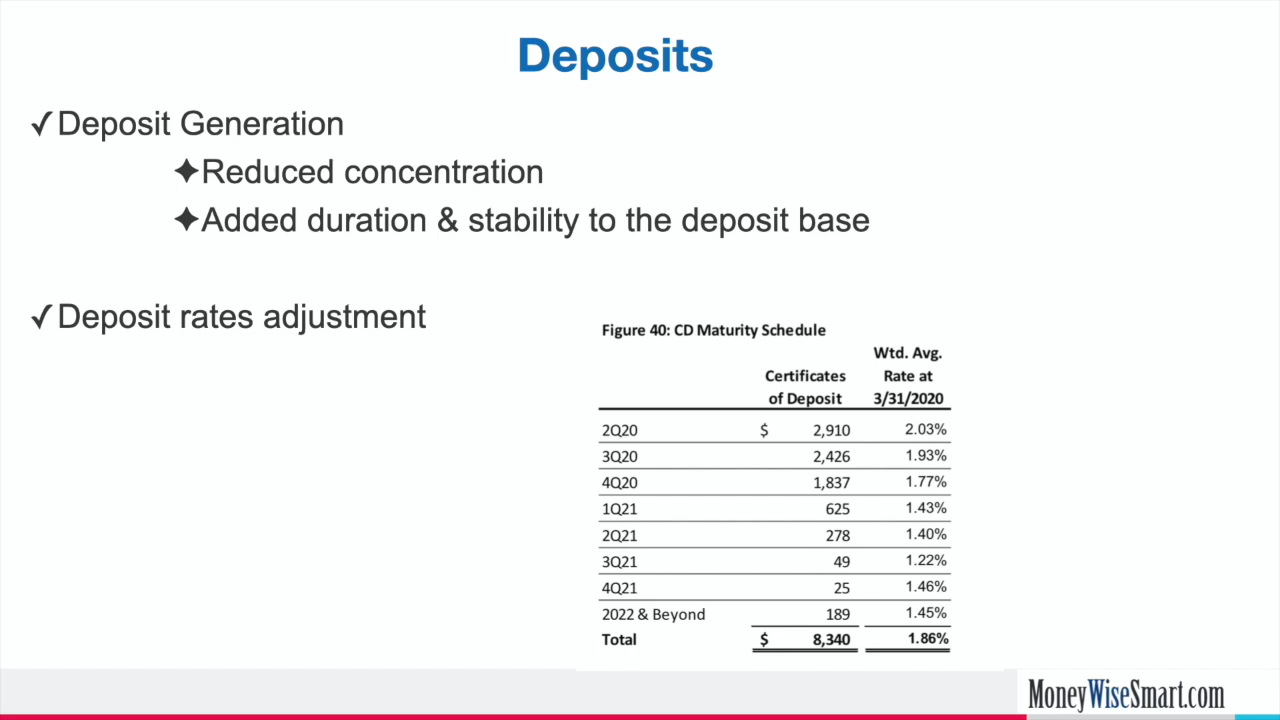 Deposits
✓Deposit Generation
✦Reduced concentration
✦Added duration & stability to the deposit base
✓Deposit rates adjustment
Figure 40: CD Maturity Schedule
Wtd. Avg.
Certificates Rate at
of Deposit 3/31/2020
2Q20 $ 2,910 2.03%
3Q20 2,426 1.93%
4Q20 1,837 1.77%
1Q21 625 1.43%
2Q21 278 1.40%
3Q21 49 1.22%
4Q21 25 1.46%
2022 & Beyond 189 1.45%
Total $ 8,340 1.86%
MoneyWiseSmart.com